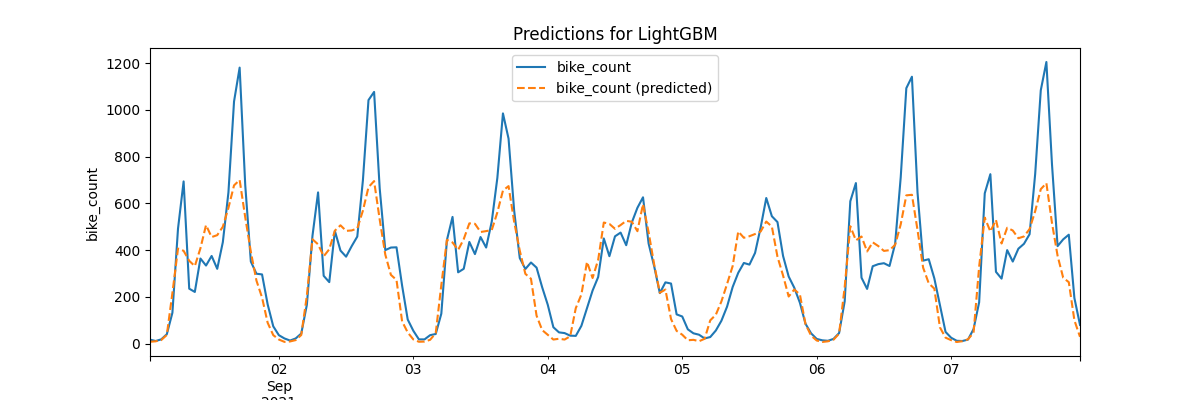 Predictions for LightGBM
bike_count
bike_count (predicted)
bike_count
1200
1000
800
600
400
200
0
02
03
04
05
06
07
Sep
2021